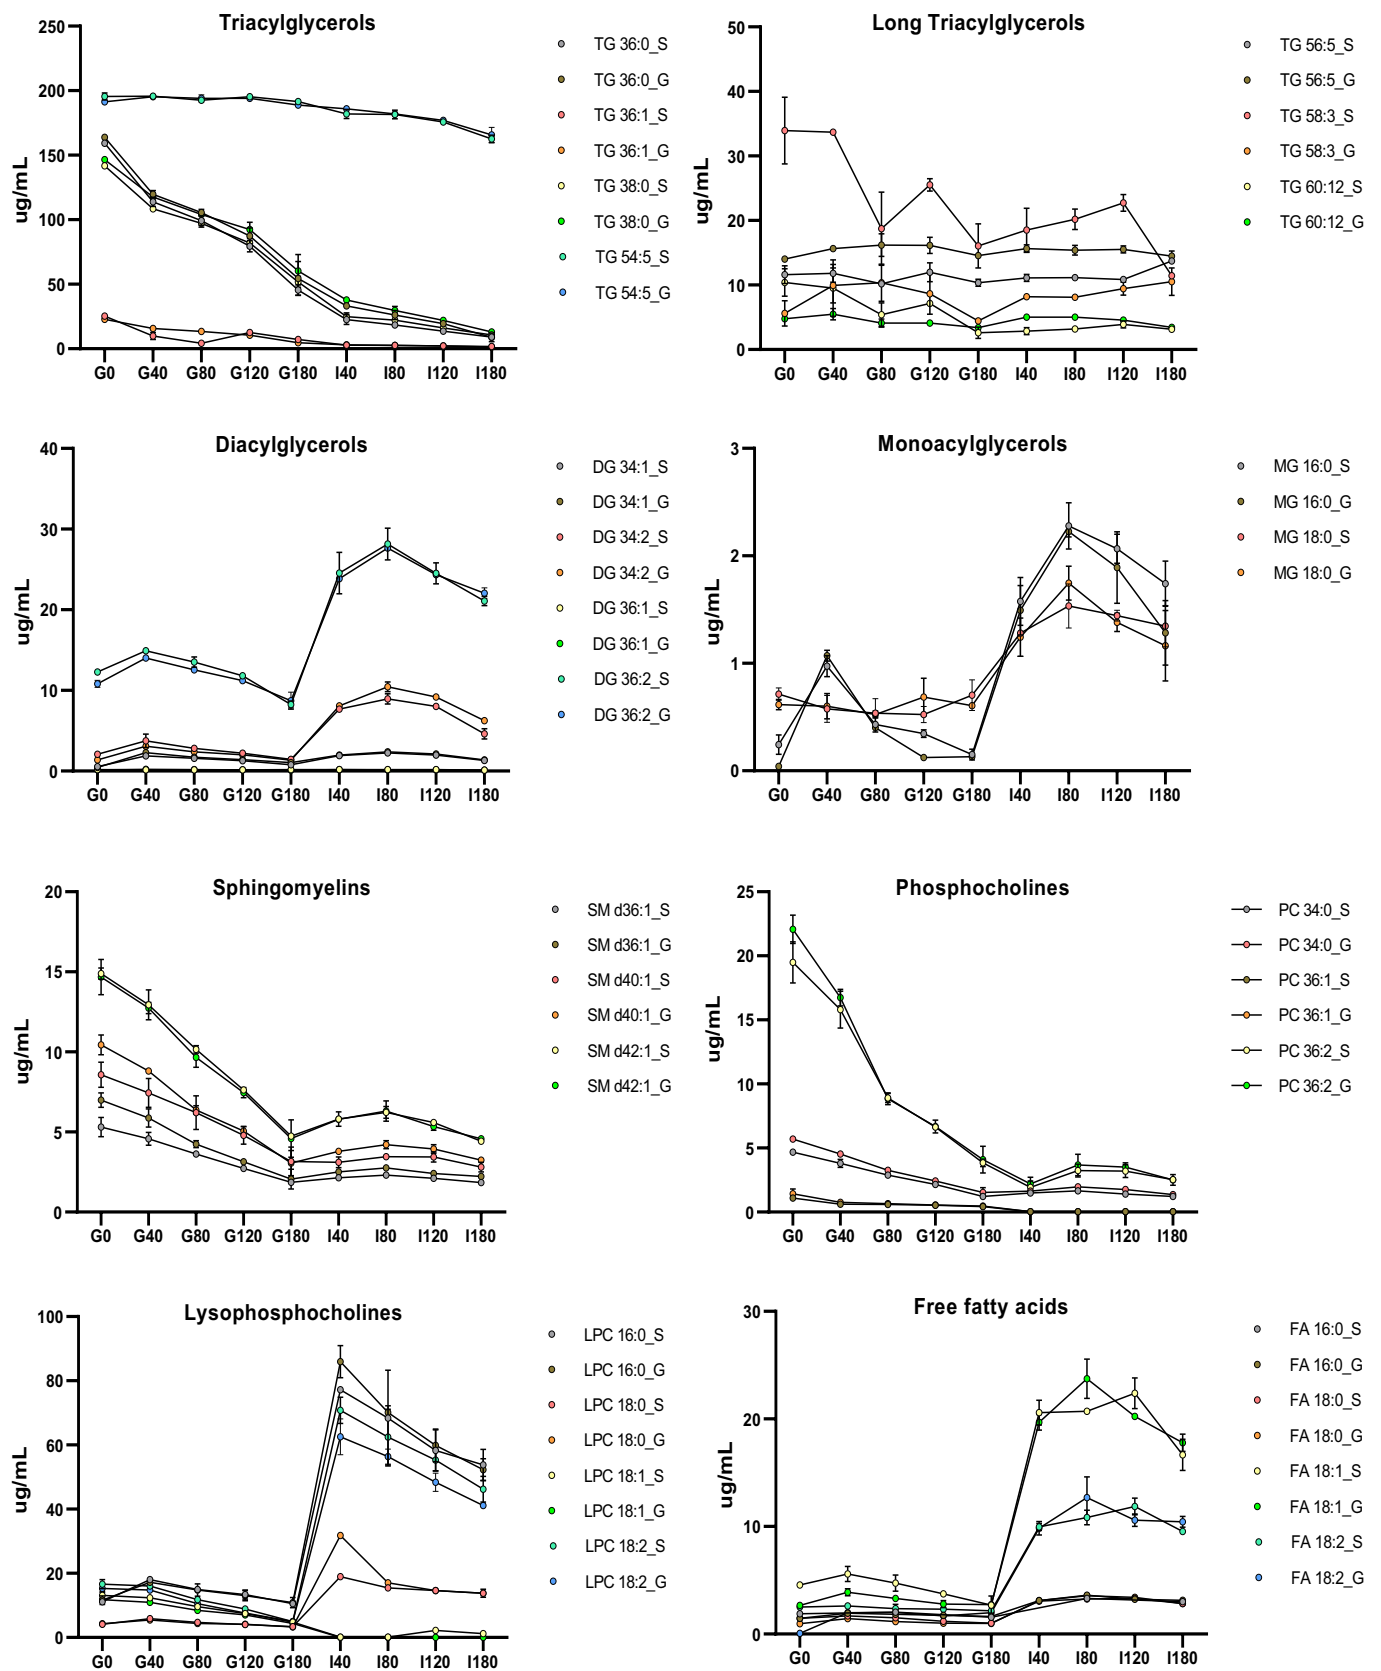 Triacylglycerols
250
200
150
100
50
0
ug/mL
G0 G40 G80 G120 G180 I40 I80 I120 I180
TG 36:0_S
TG 36:0_G
TG 36:1_S
TG 36:1_G
TG 38:0_S
TG 38:0_G
TG 54:5_S
TG 54:5_G
Long Triacylglycerols
50
40
30
20
10
0
ug/mL
G0 G40 G80 G120 G180 I40 I80 I120 I180
TG 56:5_S
TG 56:5_G
TG 58:3_S
TG 58:3_G
TG 60:12_S
TG 60:12_G
Diacylglycerols
40
30
20
10
0
ug/mL
G0 G40 G80 G120 G180 I40 I80 I120 I180
DG 34:1_S
DG 34:1_G
DG 34:2_S
DG 34:2_G
DG 36:1_S
DG 36:1_G
DG 36:2_S
DG 36:2_G
Monoacylglycerols
3
2
1
0
ug/mL
G0 G40 G80 G120 G180 I40 I80 I120 I180
MG 16:0_S
MG 16:0_G
MG 18:0_S
MG 18:0_G
Sphingomyelins
20
15
10
5
0
ug/mL
G0 G40 G80 G120 G180 I40 I80 I120 I180
SM d36:1_S
SM d36:1_G
SM d40:1_S
SM d40:1_G
SM d42:1_S
SM d42:1_G
Phosphocholines
25
20
15
10
5
0
ug/mL
G0 G40 G80 G120 G180 I40 I80 I120 I180
PC 34:0_S
PC 34:0_G
PC 36:1_S
PC 36:1_G
PC 36:2_S
PC 36:2_G
Lysophosphocholines
100
80
60
40
20
0
ug/mL
G0 G40 G80 G120 G180 I40 I80 I120 I180
LPC 16:0_S
LPC 16:0_G
LPC 18:0_S
LPC 18:0_G
LPC 18:1_S
LPC 18:1_G
LPC 18:2_S
LPC 18:2_G
Free fatty acids
30
20
10
0
ug/mL
G0 G40 G80 G120 G180 I40 I80 I120 I180
FA 16:0_S
FA 16:0_G
FA 18:0_S
FA 18:0_G
FA 18:1_S
FA 18:1_G
FA 18:2_S
FA 18:2_G